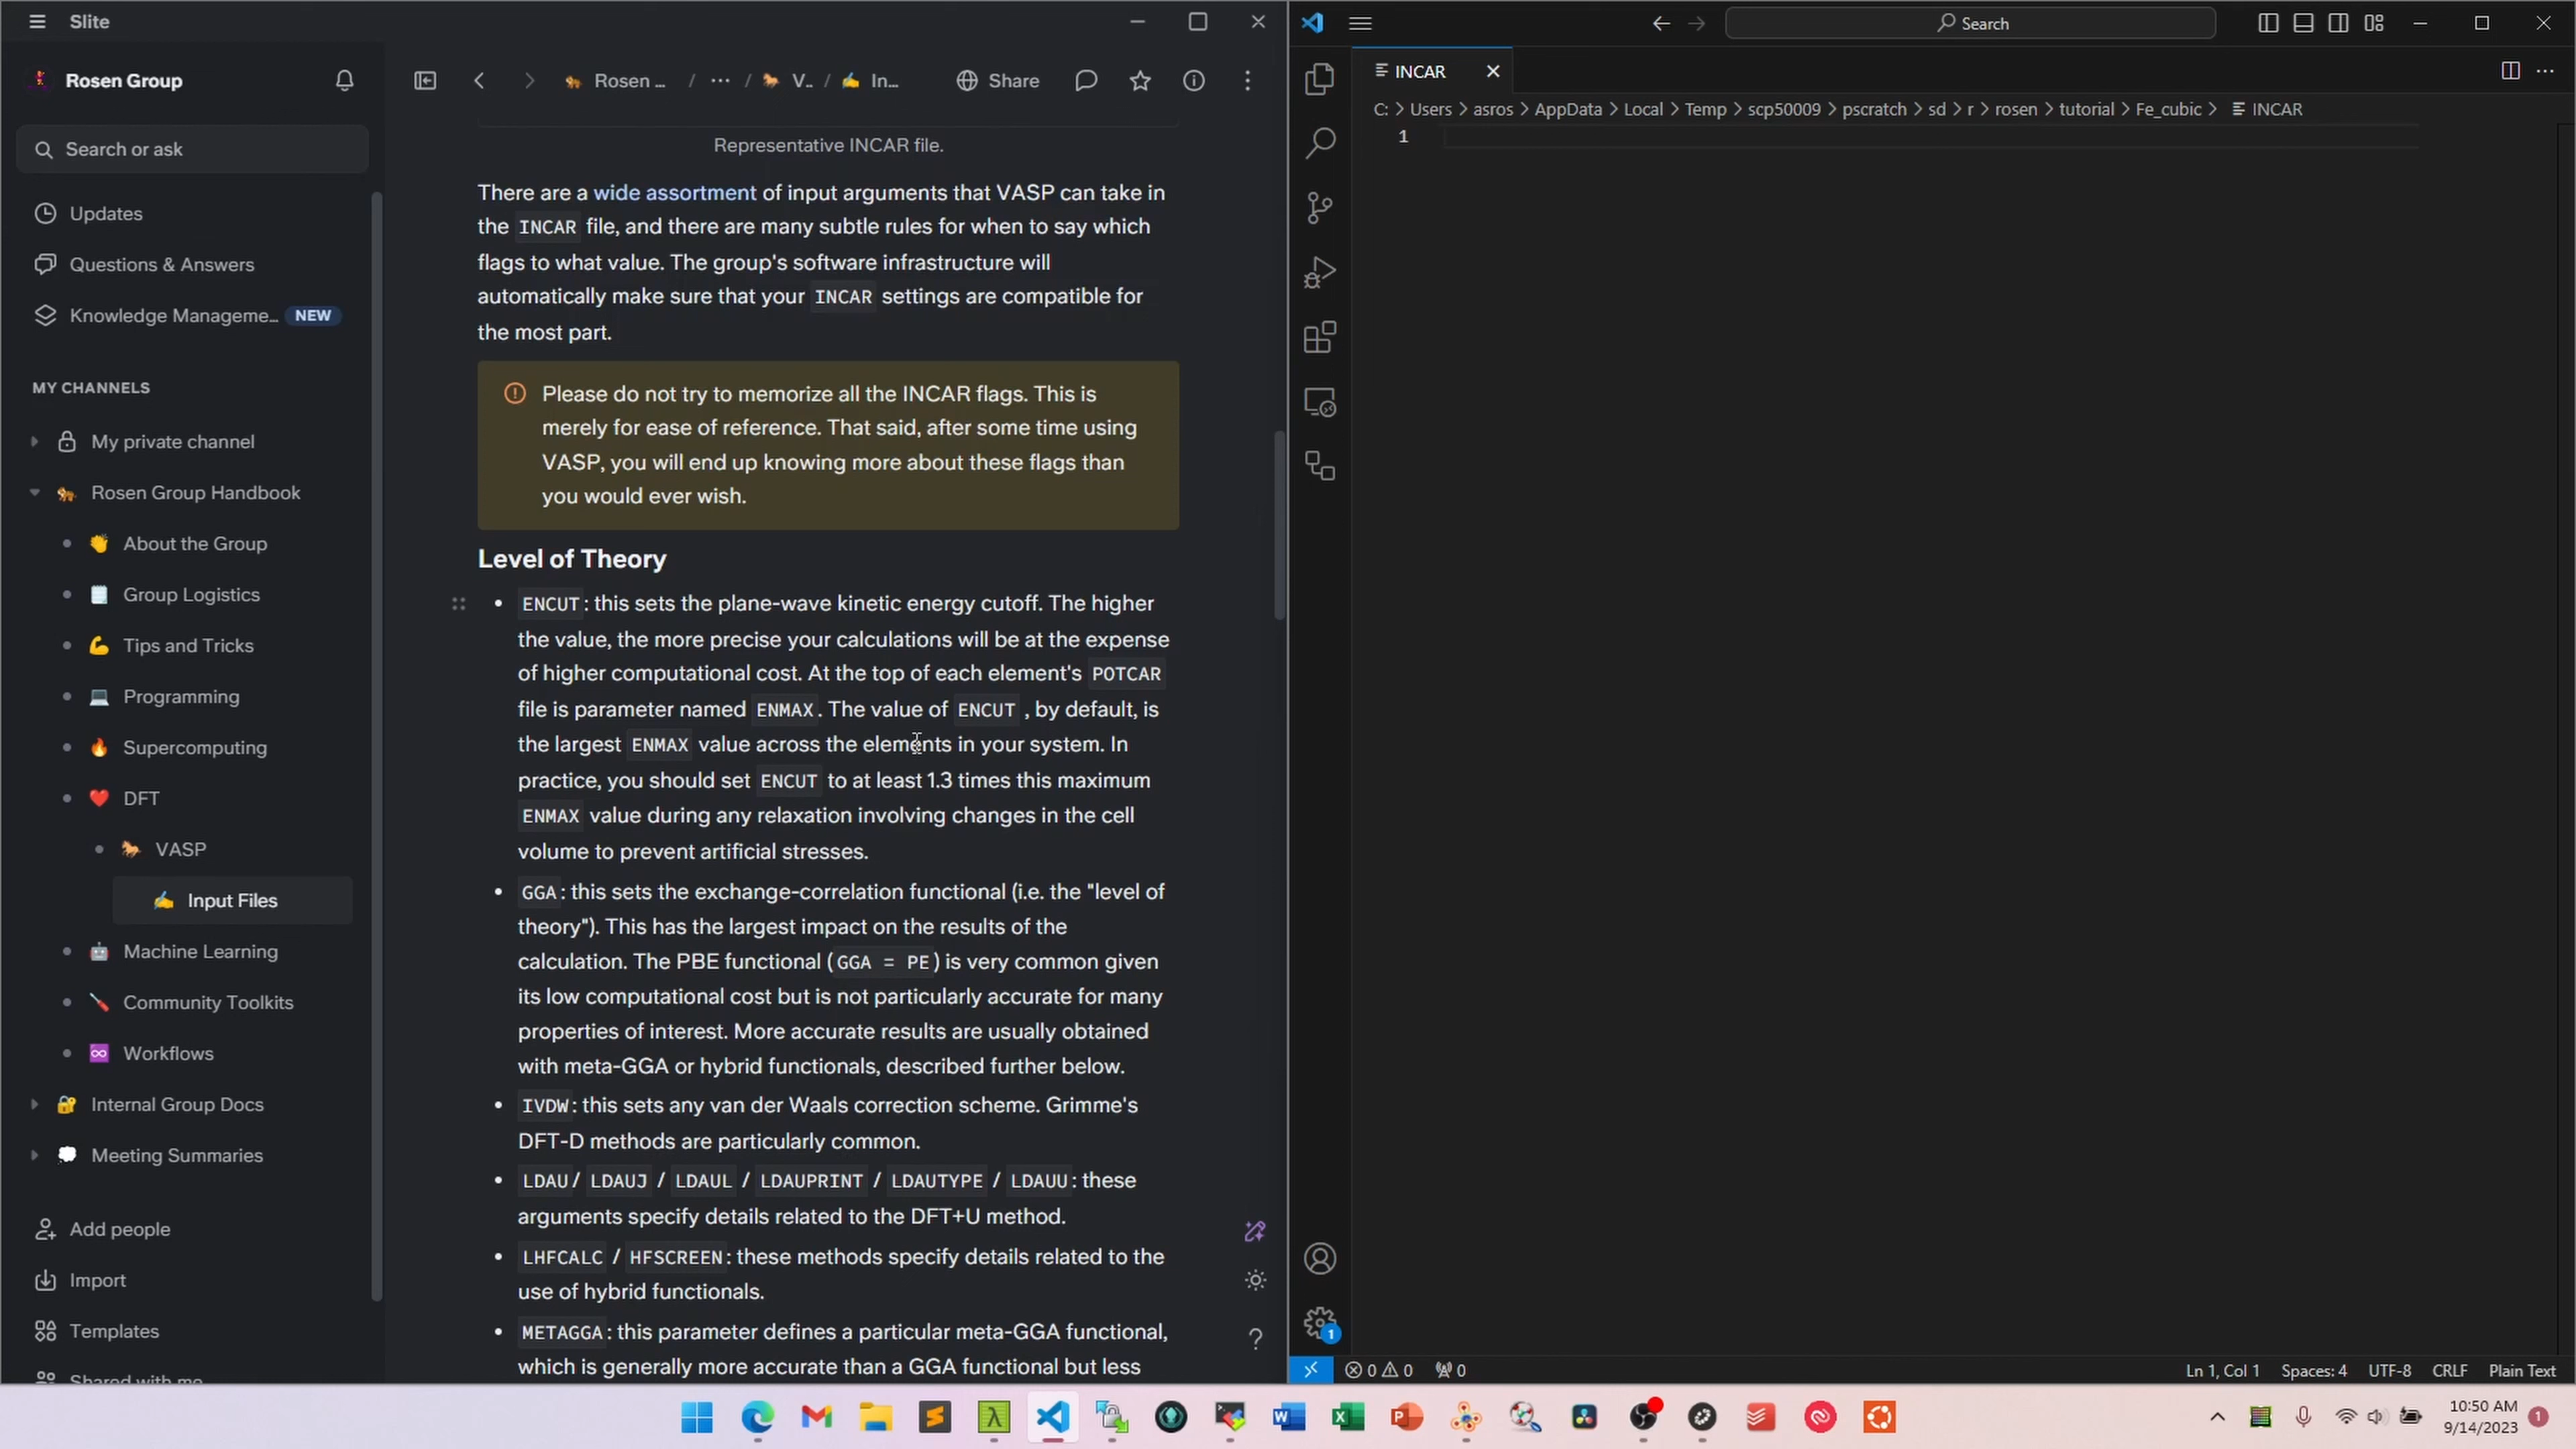 Slite
Rosen Group
Search or ask
Updates
Questions & Answers
Knowledge Manageme… NEW
MY CHANNELS
My private channel
Rosen Group Handbook
About the Group
Group Logistics
Tips and Tricks
Programming
Supercomputing
DFT
VASP
Input Files
Machine Learning
Community Toolkits
Workflows
Internal Group Docs
Meeting Summaries
Add people
Import
Templates
Shared with me
Rosen ... / ... / V.. / In...
Share
Representative INCAR file.
There are a wide assortment of input arguments that VASP can take in
the INCAR file, and there are many subtle rules for when to say which
flags to what value. The group's software infrastructure will
automatically make sure that your INCAR settings are compatible for
the most part.
Please do not try to memorize all the INCAR flags. This is
merely for ease of reference. That said, after some time using
VASP, you will end up knowing more about these flags than
you would ever wish.
Level of Theory
• ENCUT: this sets the plane-wave kinetic energy cutoff. The higher
the value, the more precise your calculations will be at the expense
of higher computational cost. At the top of each element's POTCAR
file is parameter named ENMAX. The value of ENCUT , by default, is
the largest ENMAX value across the elements in your system. In
practice, you should set ENCUT to at least 1.3 times this maximum
ENMAX value during any relaxation involving changes in the cell
volume to prevent artificial stresses.
• GGA: this sets the exchange-correlation functional (i.e. the "level of
theory"). This has the largest impact on the results of the
calculation. The PBE functional (GGA = PE) is very common given
its low computational cost but is not particularly accurate for many
properties of interest. More accurate results are usually obtained
with meta-GGA or hybrid functionals, described further below.
• IVDW: this sets any van der Waals correction scheme. Grimme's
DFT-D methods are particularly common.
• LDAU/ LDAUJ / LDAUL / LDAUPRINT / LDAUTYPE / LDAUU: these
arguments specify details related to the DFT+U method.
• LHFCALC / HFSCREEN: these methods specify details related to the
use of hybrid functionals.
• METAGGA: this parameter defines a particular meta-GGA functional,
which is generally more accurate than a GGA functional but less
Search
INCAR
C: > Users > asros > AppData > Local > Temp > scp50009 > pscratch > sd > r > rosen > tutorial > Fe_cubic > INCAR
1
1
0 0 0
Ln 1, Col 1 Spaces: 4 UTF-8 CRLF Plain Text
10:50 AM
9/14/2023
1